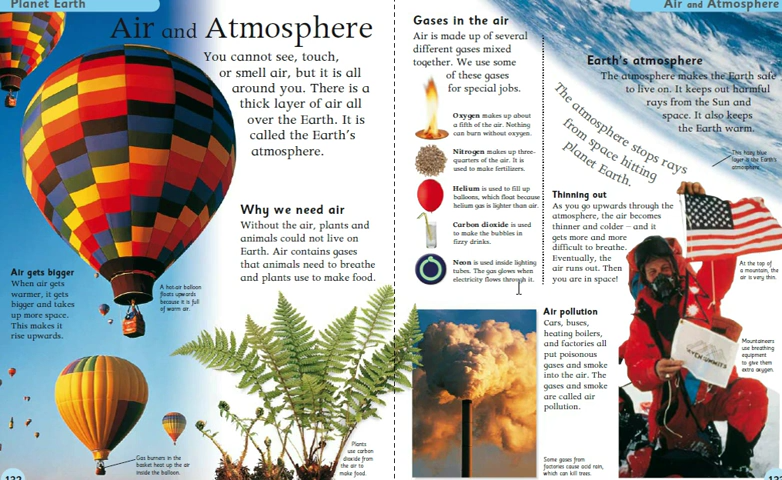 Planet Earth
Air and Atmosphere
You cannot see, touch,
or smell air, but it is all
around you. There is a
thick layer of air all
over the Earth. It is
called the Earth's
atmosphere.
Why we need air
Without the air, plants and
animals could not live on
Earth. Air contains gases
that animals need to breathe
and plants use to make food.
Air gets bigger
When air gets
warmer, it gets
bigger and takes
up more space.
This makes it
rise upwards.
A hot-air balloon
floats upwards
because it is full
of warm air.
Gas burners in the
basket heat up the air
inside the balloon.
Plants
use carbon
dioxide from
the air to
make food.
132
Air and Atmosphere
Gases in the air
Air is made up of several
different gases mixed
together. We use some
of these gases
for special jobs.
Oxygen makes up about
a fifth of the air. Nothing
can burn without oxygen.
Nitrogen makes up three-
quarters of the air. It is
used to make fertilizers.
Helium is used to fill up
balloons, which float because
helium gas is lighter than air.
Carbon dioxide is used
to make the bubbles in
fizzy drinks.
Neon is used inside lighting
tubes. The gas glows when
electricity flows through it.
Earth's atmosphere
The atmosphere makes the Earth safe
to live on. It keeps out harmful
rays from the Sun and
space. It also keeps
the Earth warm.
The atmosphere stops rays
from space hitting
planet Earth.
This hazy blue
layer is the Earth's
atmosphere.
Thinning out
As you go upwards through the
atmosphere, the air becomes
thinner and colder – and it
gets more and more
difficult to breathe.
Eventually, the
air runs out. Then
you are in space!
At the top of
a mountain, the
air is very thin.
Mountaineers
use breathing
equipment
to give them
extra oxygen.
Air pollution
Cars, buses,
heating boilers,
and factories all
put poisonous
gases and smoke
into the air. The
gases and smoke
are called air
pollution.
Some gases from
factories cause acid rain,
which can kill trees.